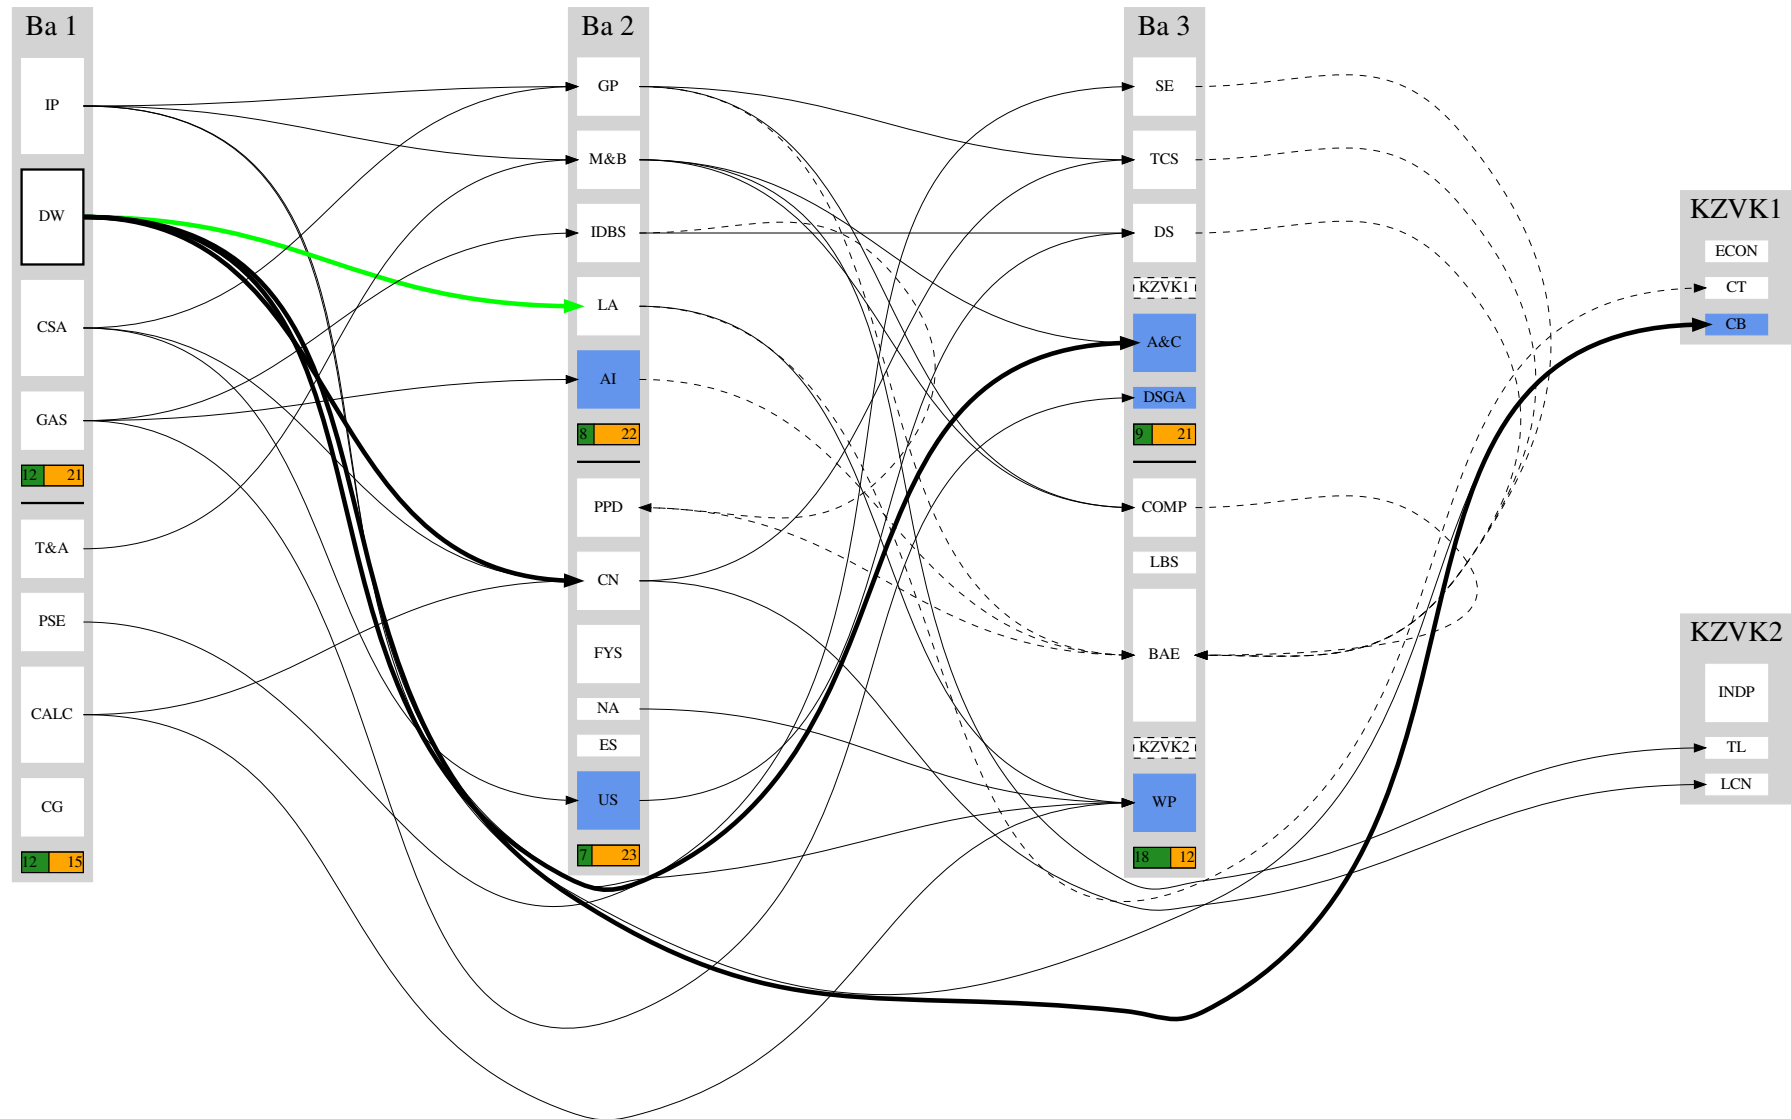 Ba 1
IP
DW
CSA
GAS
12 21
T&A
PSE
CALC
CG
12 15
Ba 2
GP
M&B
IDBS
LA
AI
8 22
PPD
CN
FYS
NA
ES
US
7 23
Ba 3
SE
TCS
DS
KZVK1
A&C
DSGA
9 21
COMP
LBS
BAE
KZVK2
WP
18 12
KZVK1
ECON
CT
CB
KZVK2
INDP
TL
LCN